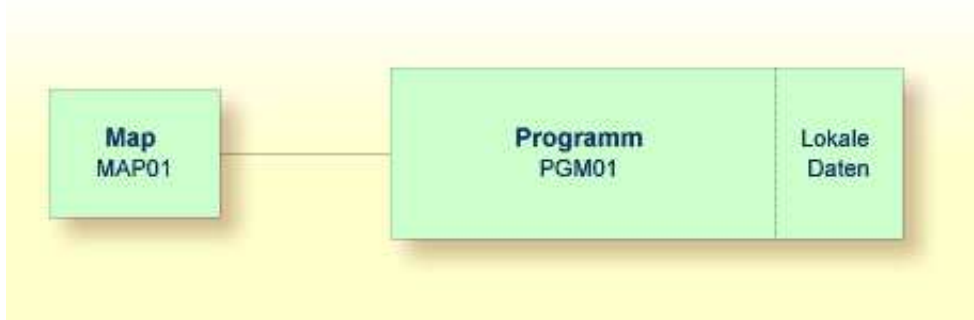 Map
MAP01
Programm
PGM01
Lokale
Daten